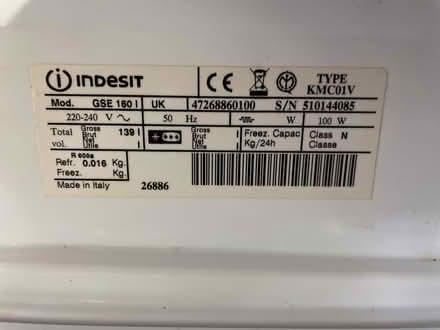 INDESIT CE TYPE KMC01V
Mod. GSE 160 I UK 47268860100 S/N 510144085
220-240 V 50 Hz W 100 W
Total vol. Gross Brut Net Utile 139 l Gross Brut Net Utile l Freez. Capac Kg/24h Class N Classe
R 600a
Refr. 0.016 Kg.
Freez. Kg.
Made in Italy 26886